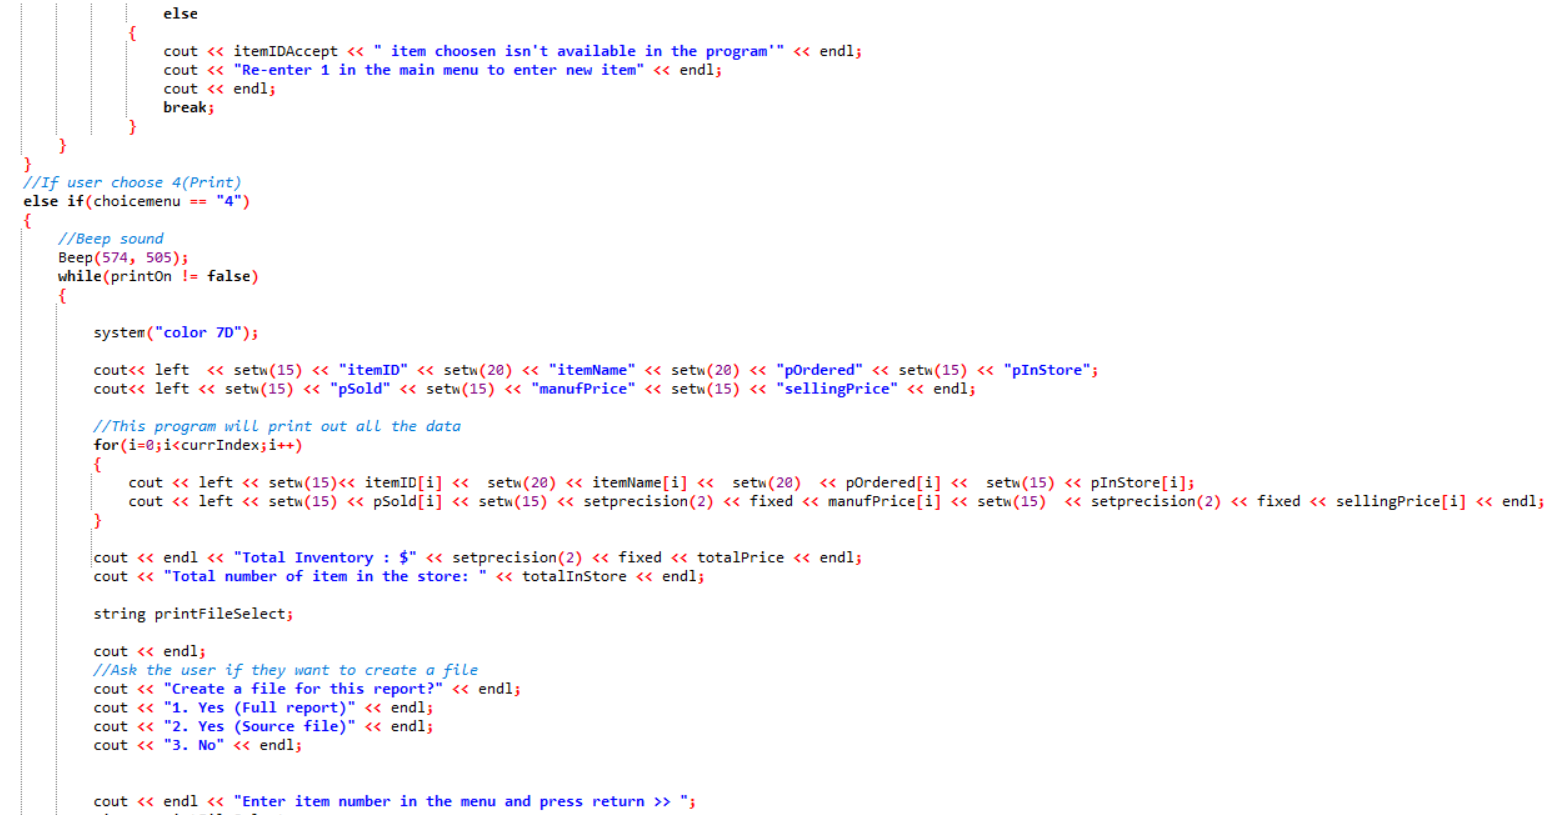 else
{
cout << itemIDAccept << " item choosen isn't available in the program'" << endl;
cout << "Re-enter 1 in the main menu to enter new item" << endl;
cout << endl;
break;
}
}
}
//If user choose 4(Print)
else if(choicemenu == "4")
{
//Beep sound
Beep(574, 505);
while(printOn != false)
{
system("color 7D");
cout<< left  << setw(15) << "itemID" << setw(20) << "itemName" << setw(20) << "pOrdered" << setw(15) << "pInStore";
cout<< left << setw(15) << "pSold" << setw(15) << "manufPrice" << setw(15) << "sellingPrice" << endl;
//This program will print out all the data
for(i=0;i<currIndex;i++)
{
cout << left << setw(15)<< itemID[i] <<  setw(20) << itemName[i] <<  setw(20)  << pOrdered[i] <<  setw(15) << pInStore[i];
cout << left << setw(15) << pSold[i] << setw(15) << setprecision(2) << fixed << manufPrice[i] << setw(15)  << setprecision(2) << fixed << sellingPrice[i] << endl;
}
cout << endl << "Total Inventory : $" << setprecision(2) << fixed << totalPrice << endl;
cout << "Total number of item in the store: " << totalInStore << endl;
string printFileSelect;
cout << endl;
//Ask the user if they want to create a file
cout << "Create a file for this report?" << endl;
cout << "1. Yes (Full report)" << endl;
cout << "2. Yes (Source file)" << endl;
cout << "3. No" << endl;
cout << endl << "Enter item number in the menu and press return >> ";